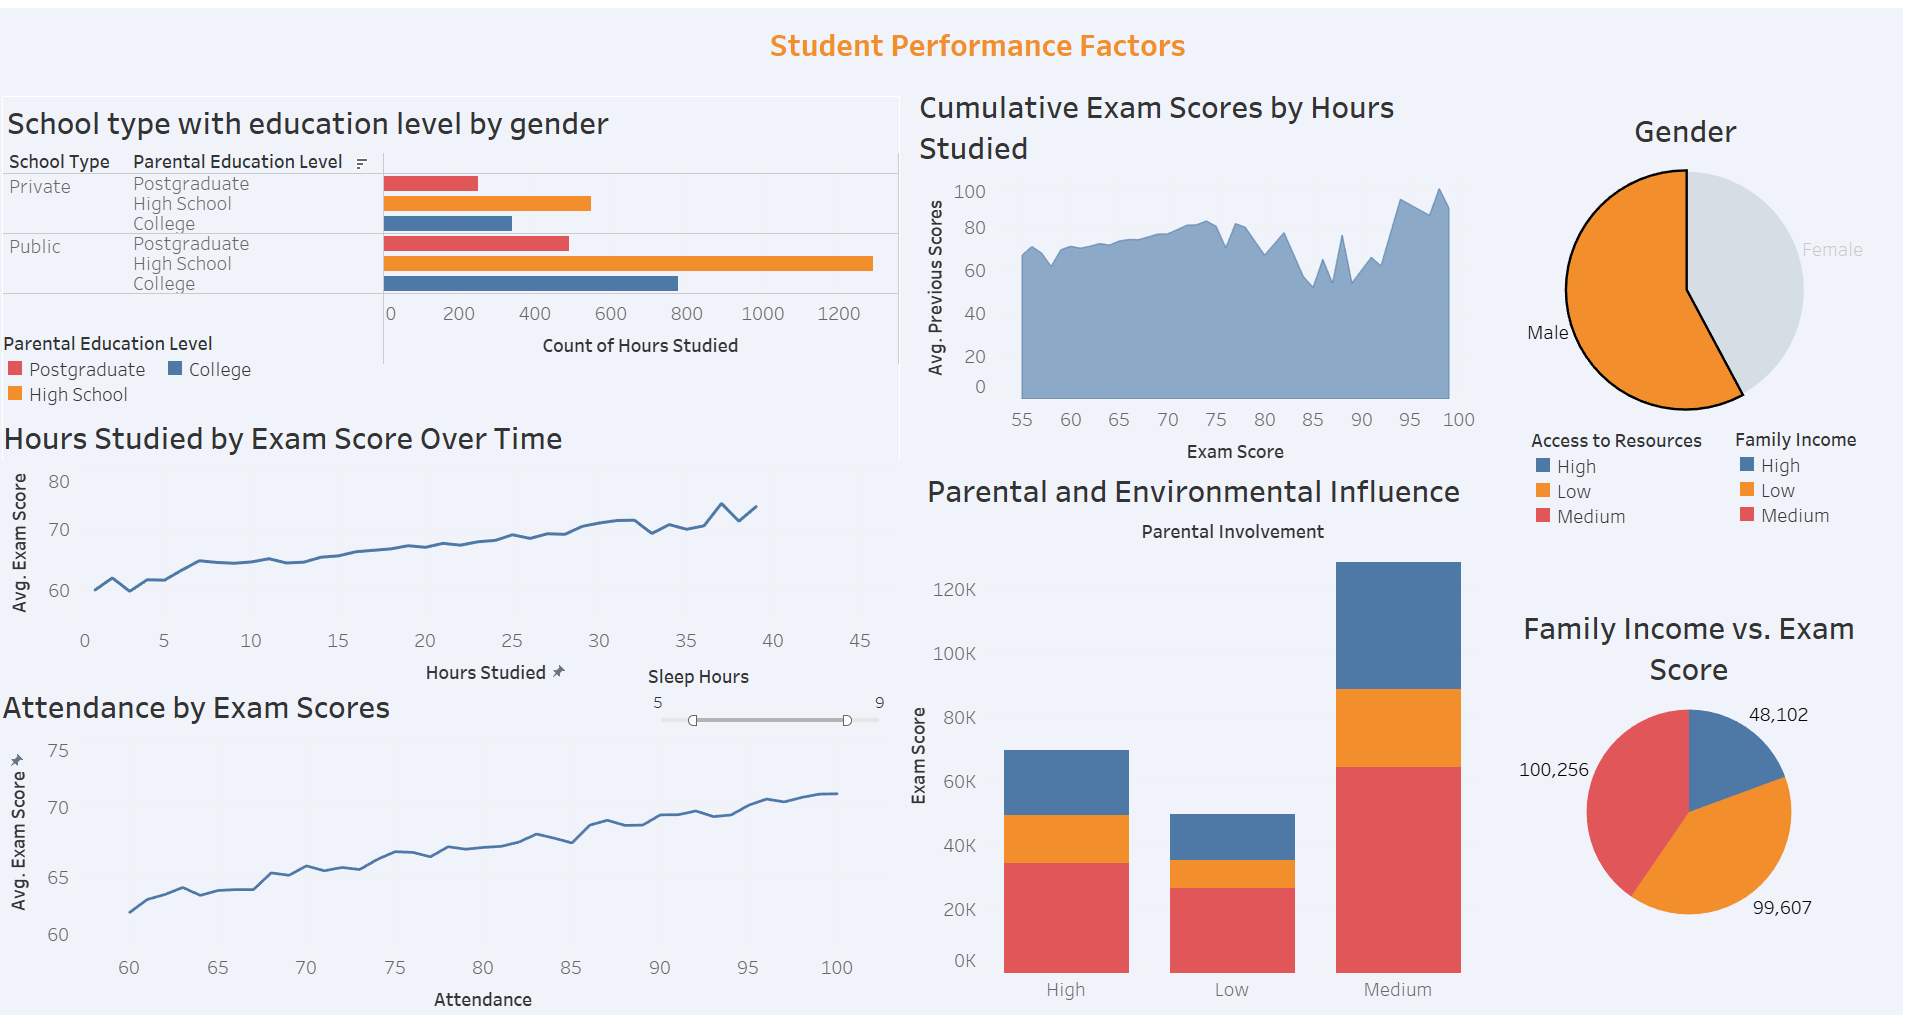 Student Performance Factors
School type with education level by gender
School Type
Parental Education Level
Private
Postgraduate
High School
College
Public
Postgraduate
High School
College
0
200
400
600
800
1000
1200
Count of Hours Studied
Parental Education Level
Postgraduate
College
High School
Hours Studied by Exam Score Over Time
Avg. Exam Score
80
70
60
0
5
10
15
20
25
30
35
40
45
Hours Studied
Sleep Hours
5
9
Attendance by Exam Scores
Avg. Exam Score
75
70
65
60
60
65
70
75
80
85
90
95
100
Attendance
Cumulative Exam Scores by Hours
Studied
Avg. Previous Scores
100
80
60
40
20
0
55
60
65
70
75
80
85
90
95
100
Exam Score
Parental and Environmental Influence
Parental Involvement
Exam Score
120K
100K
80K
60K
40K
20K
0K
High
Low
Medium
Gender
Female
Male
Access to Resources
High
Low
Medium
Family Income
High
Low
Medium
Family Income vs. Exam
Score
48,102
100,256
99,607